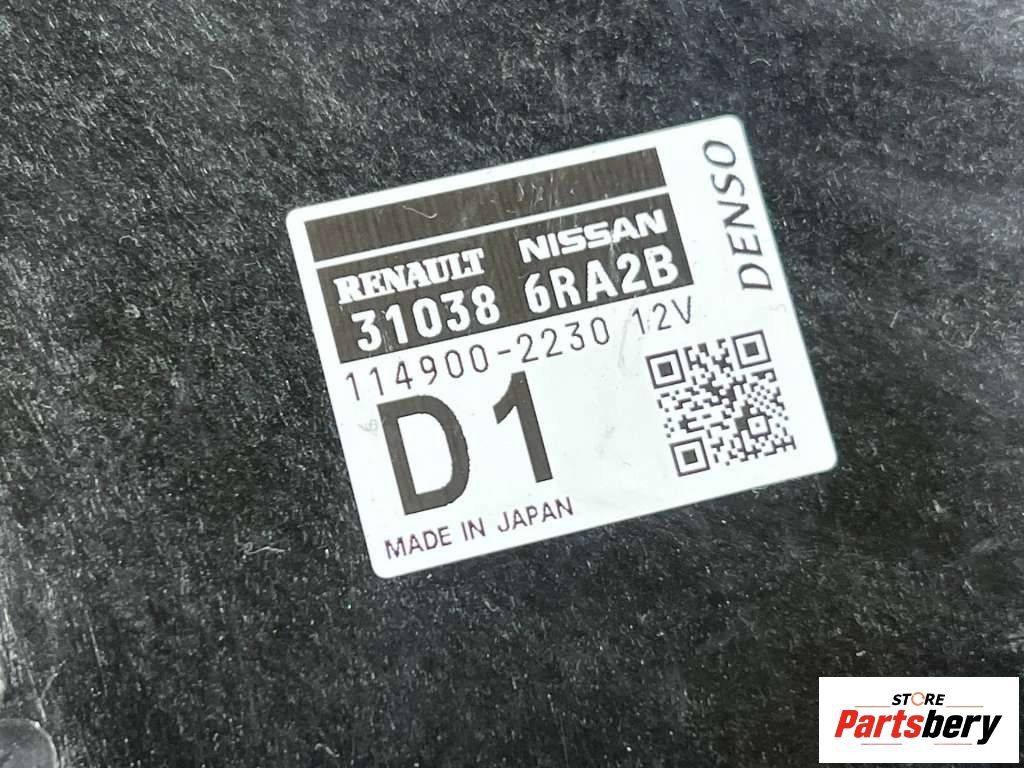 RENAULT NISSAN
31038 6RA2B
114900-2230 12V
D1
MADE IN JAPAN
DENSO
STORE
Partsbery